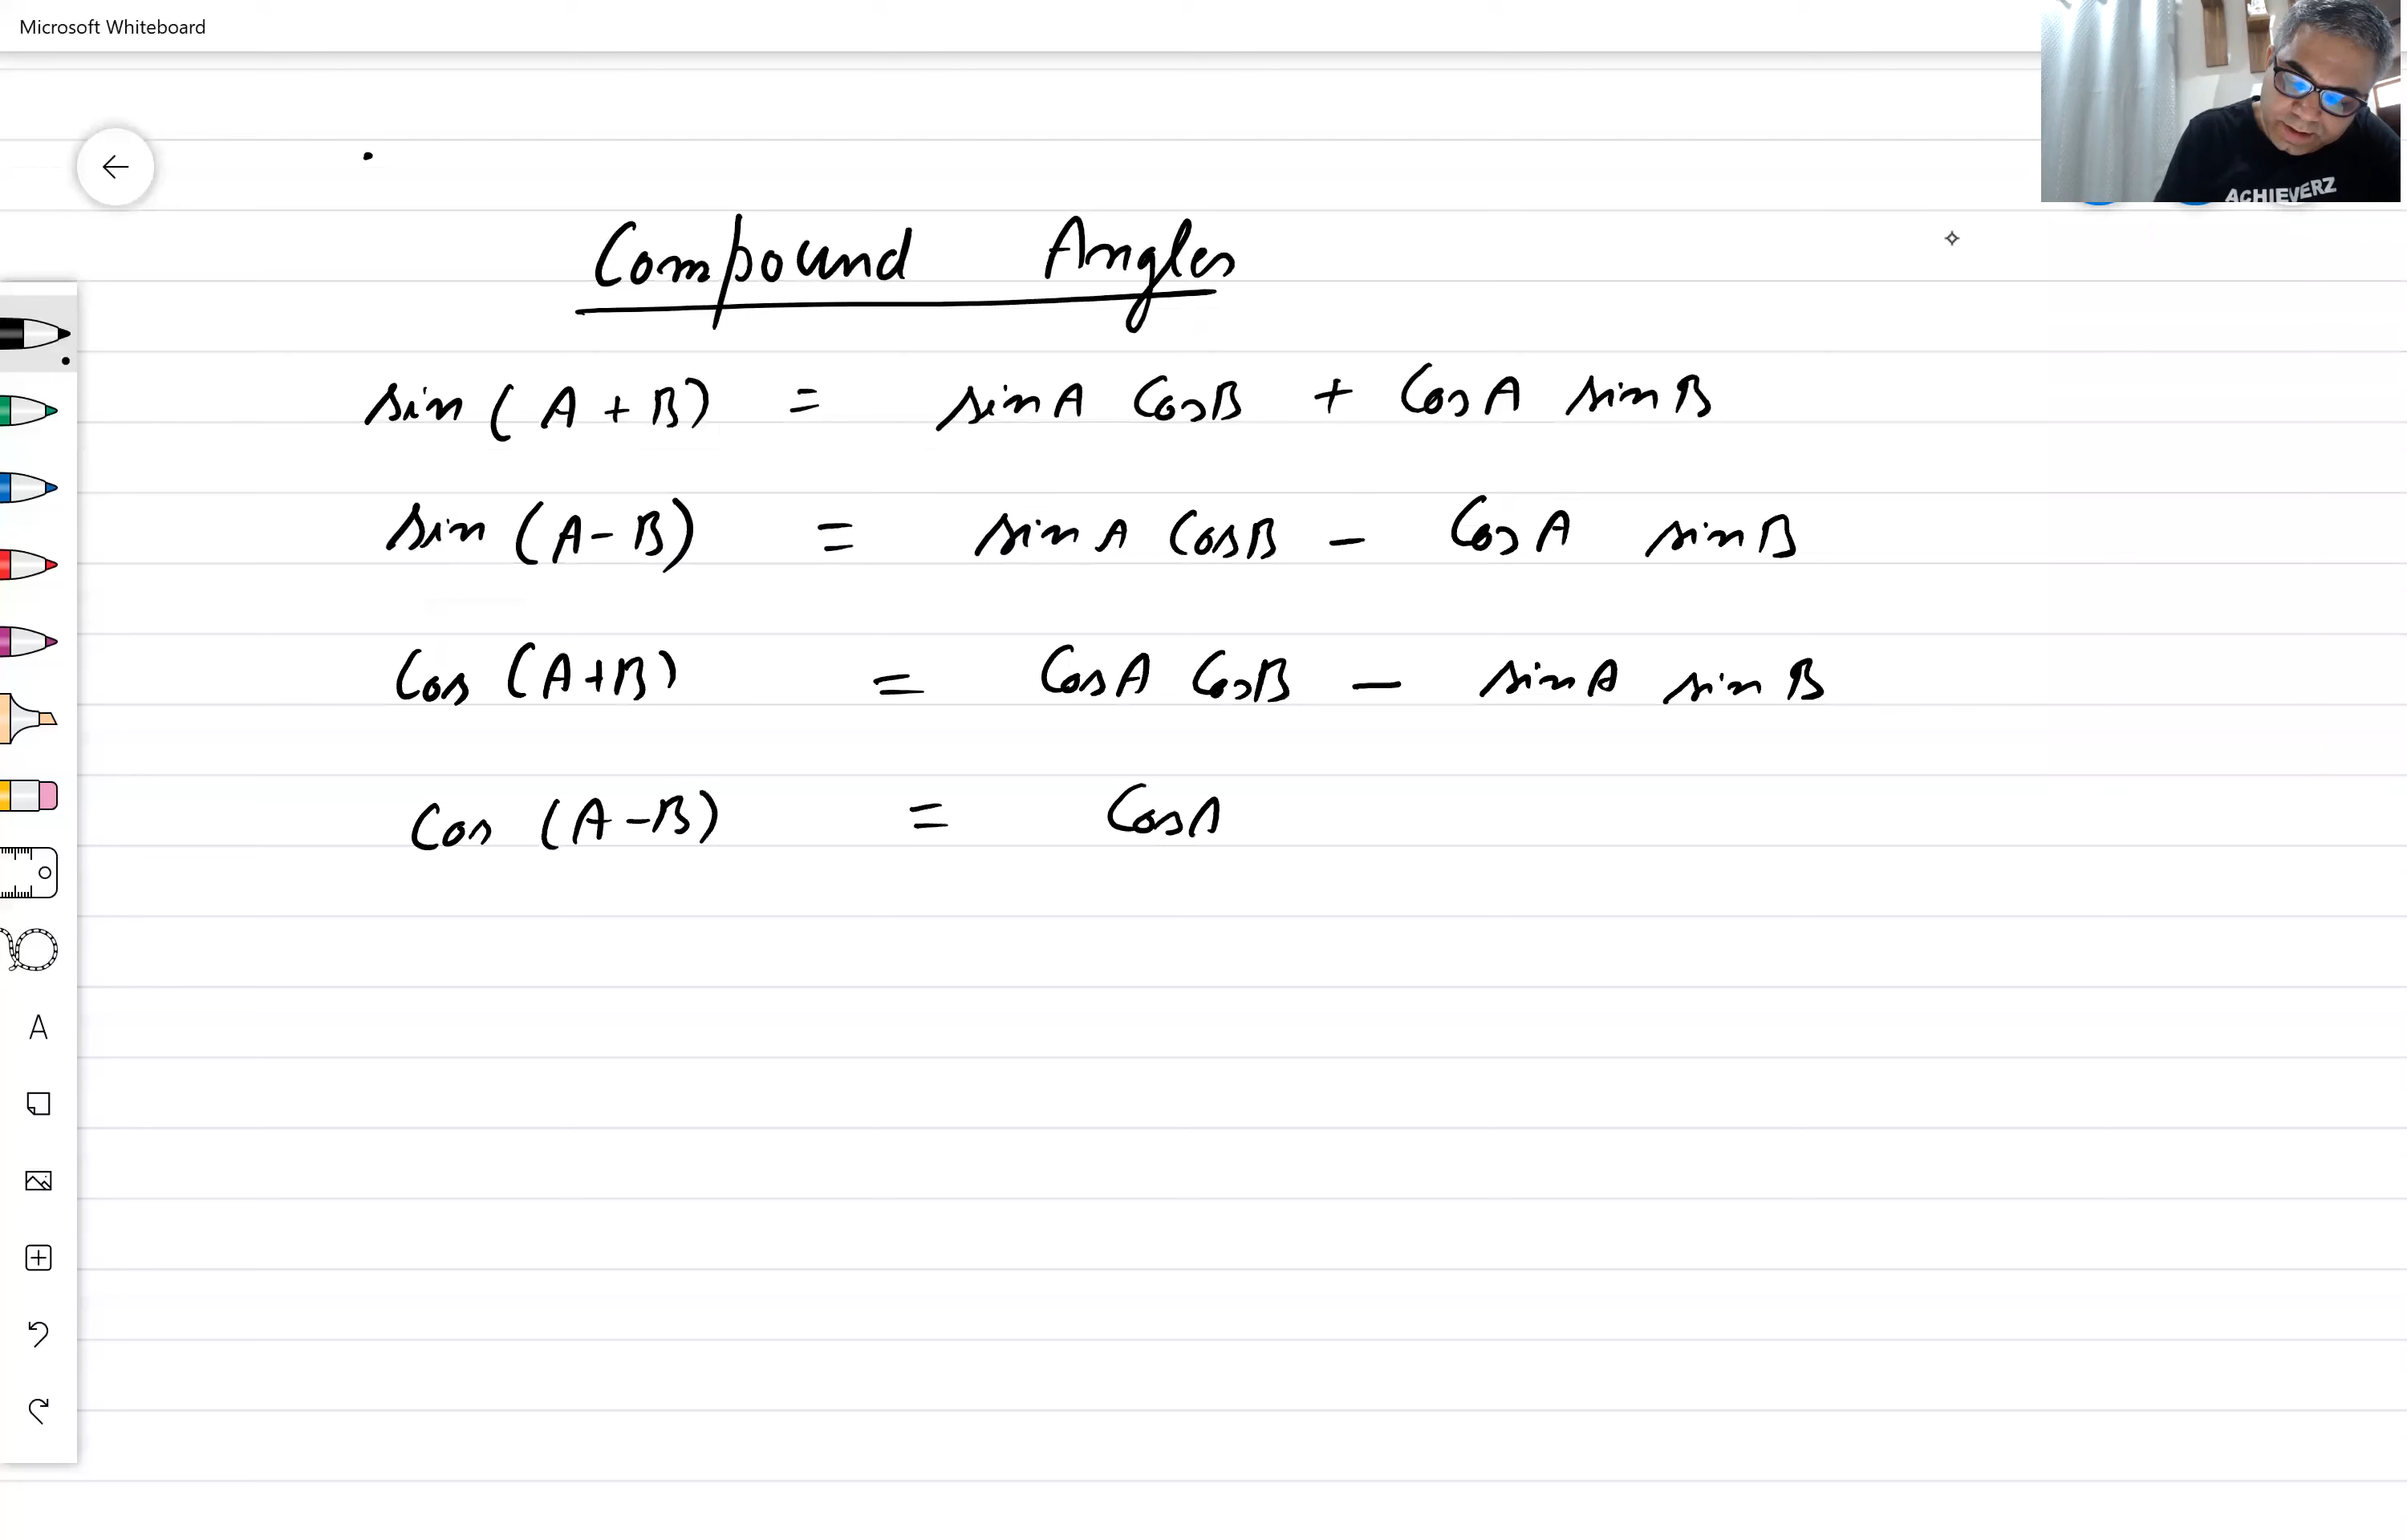 Microsoft Whiteboard
ACHIEVERZ
Compound Angles
sin (A + B) = sin A Cos B + Cos A sin B
sin (A - B) = sin A Cos B - Cos A sin B
Cos (A+B) = Cos A Cos B - sin A sin B
Cos (A-B) = Cos A
A